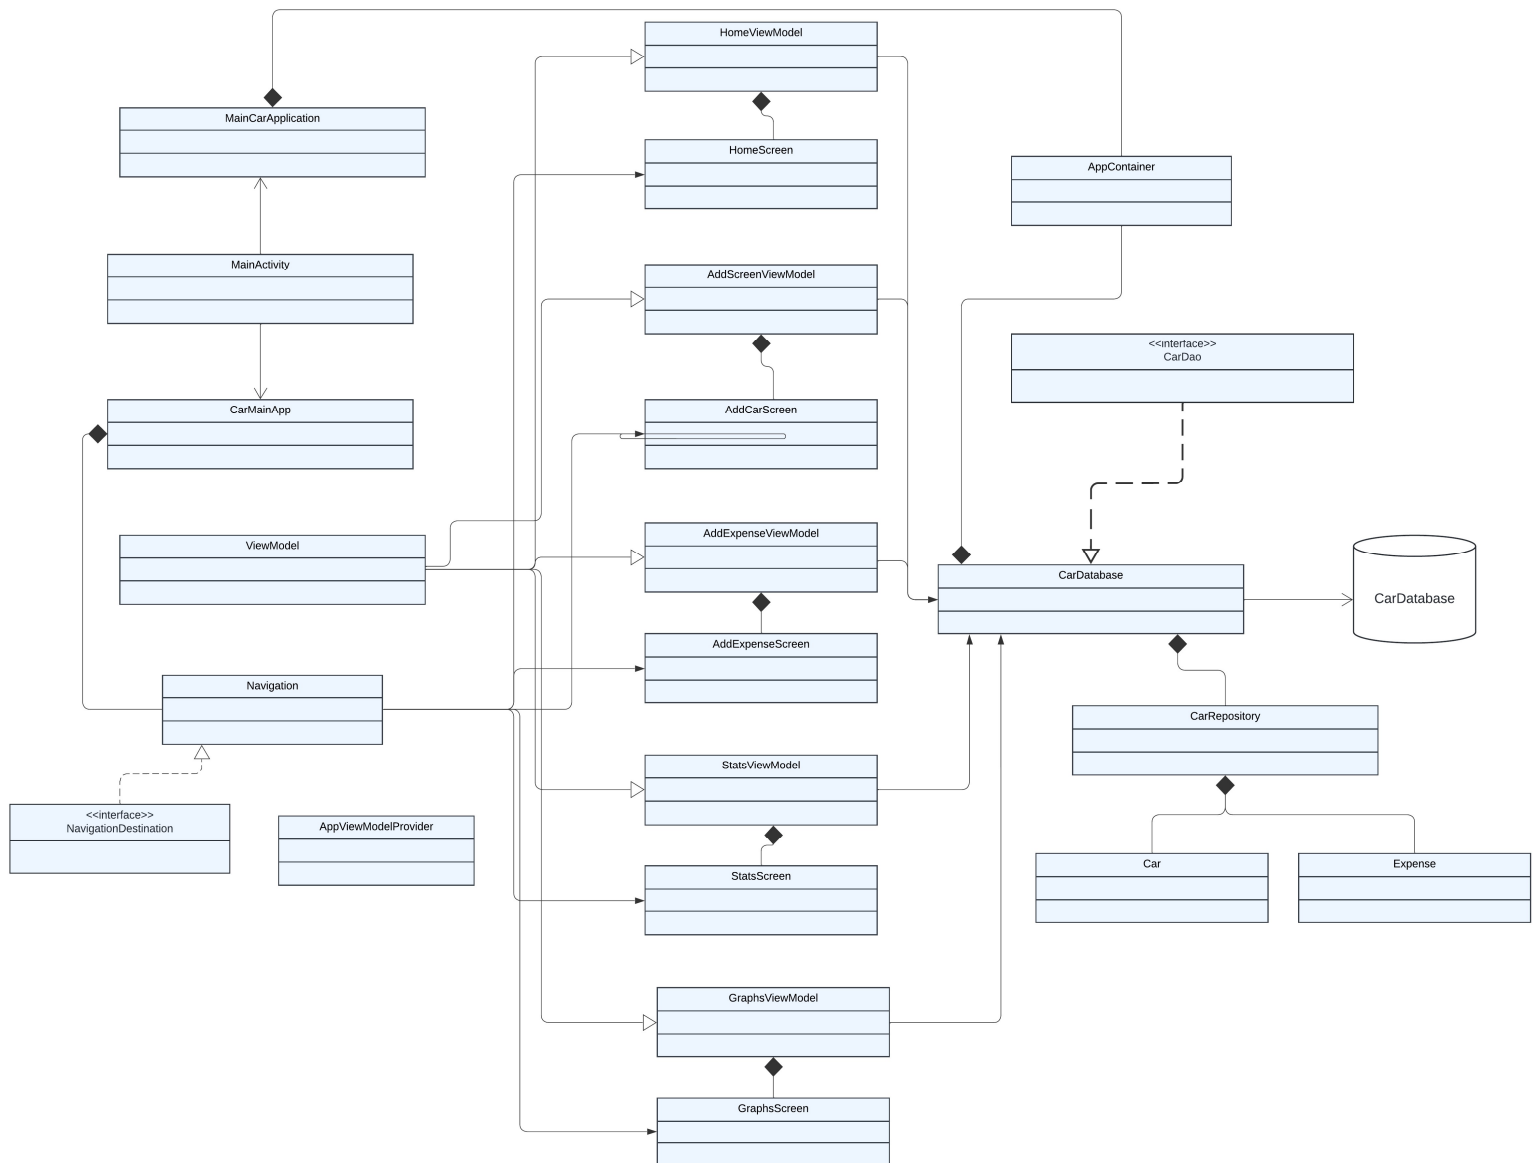 HomeViewModel
MainCarApplication
HomeScreen
AppContainer
MainActivity
AddScreenViewModel
<<interface>>
CarDao
CarMainApp
AddCarScreen
ViewModel
AddExpenseViewModel
CarDatabase
CarDatabase
AddExpenseScreen
Navigation
CarRepository
StatsViewModel
<<interface>>
NavigationDestination
AppViewModelProvider
StatsScreen
Car
Expense
GraphsViewModel
GraphsScreen